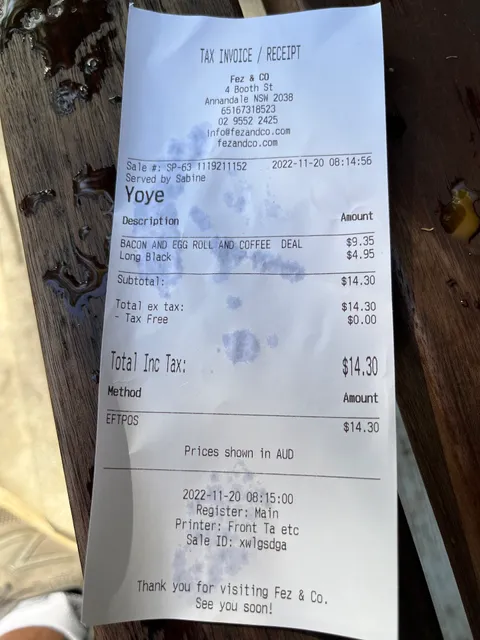 TAX INVOICE / RECEIPT
Fez & CO
4 Booth St
Annandale NSW 2038
65167318523
02 9552 2425
Info@fezandco.com
fezandco.com
Sale #: SP-63 1119211152 2022-11-20 08:14:56
Served by Sabine
Yoye
Description Amount
BACON AND EGG ROLL AND COFFEE DEAL $9.35
Long Black $4.95
Subtotal: $14.30
Total ex tax: $14.30
- Tax Free $0.00
Total Inc Tax: $14.30
Method Amount
EFTPOS $14.30
Prices shown in AUD
2022-11-20 08:15:00
Register: Main
Printer: Front Ta etc
Sale ID: xwlgsdga
Thank you for visiting Fez & Co.
See you soon!